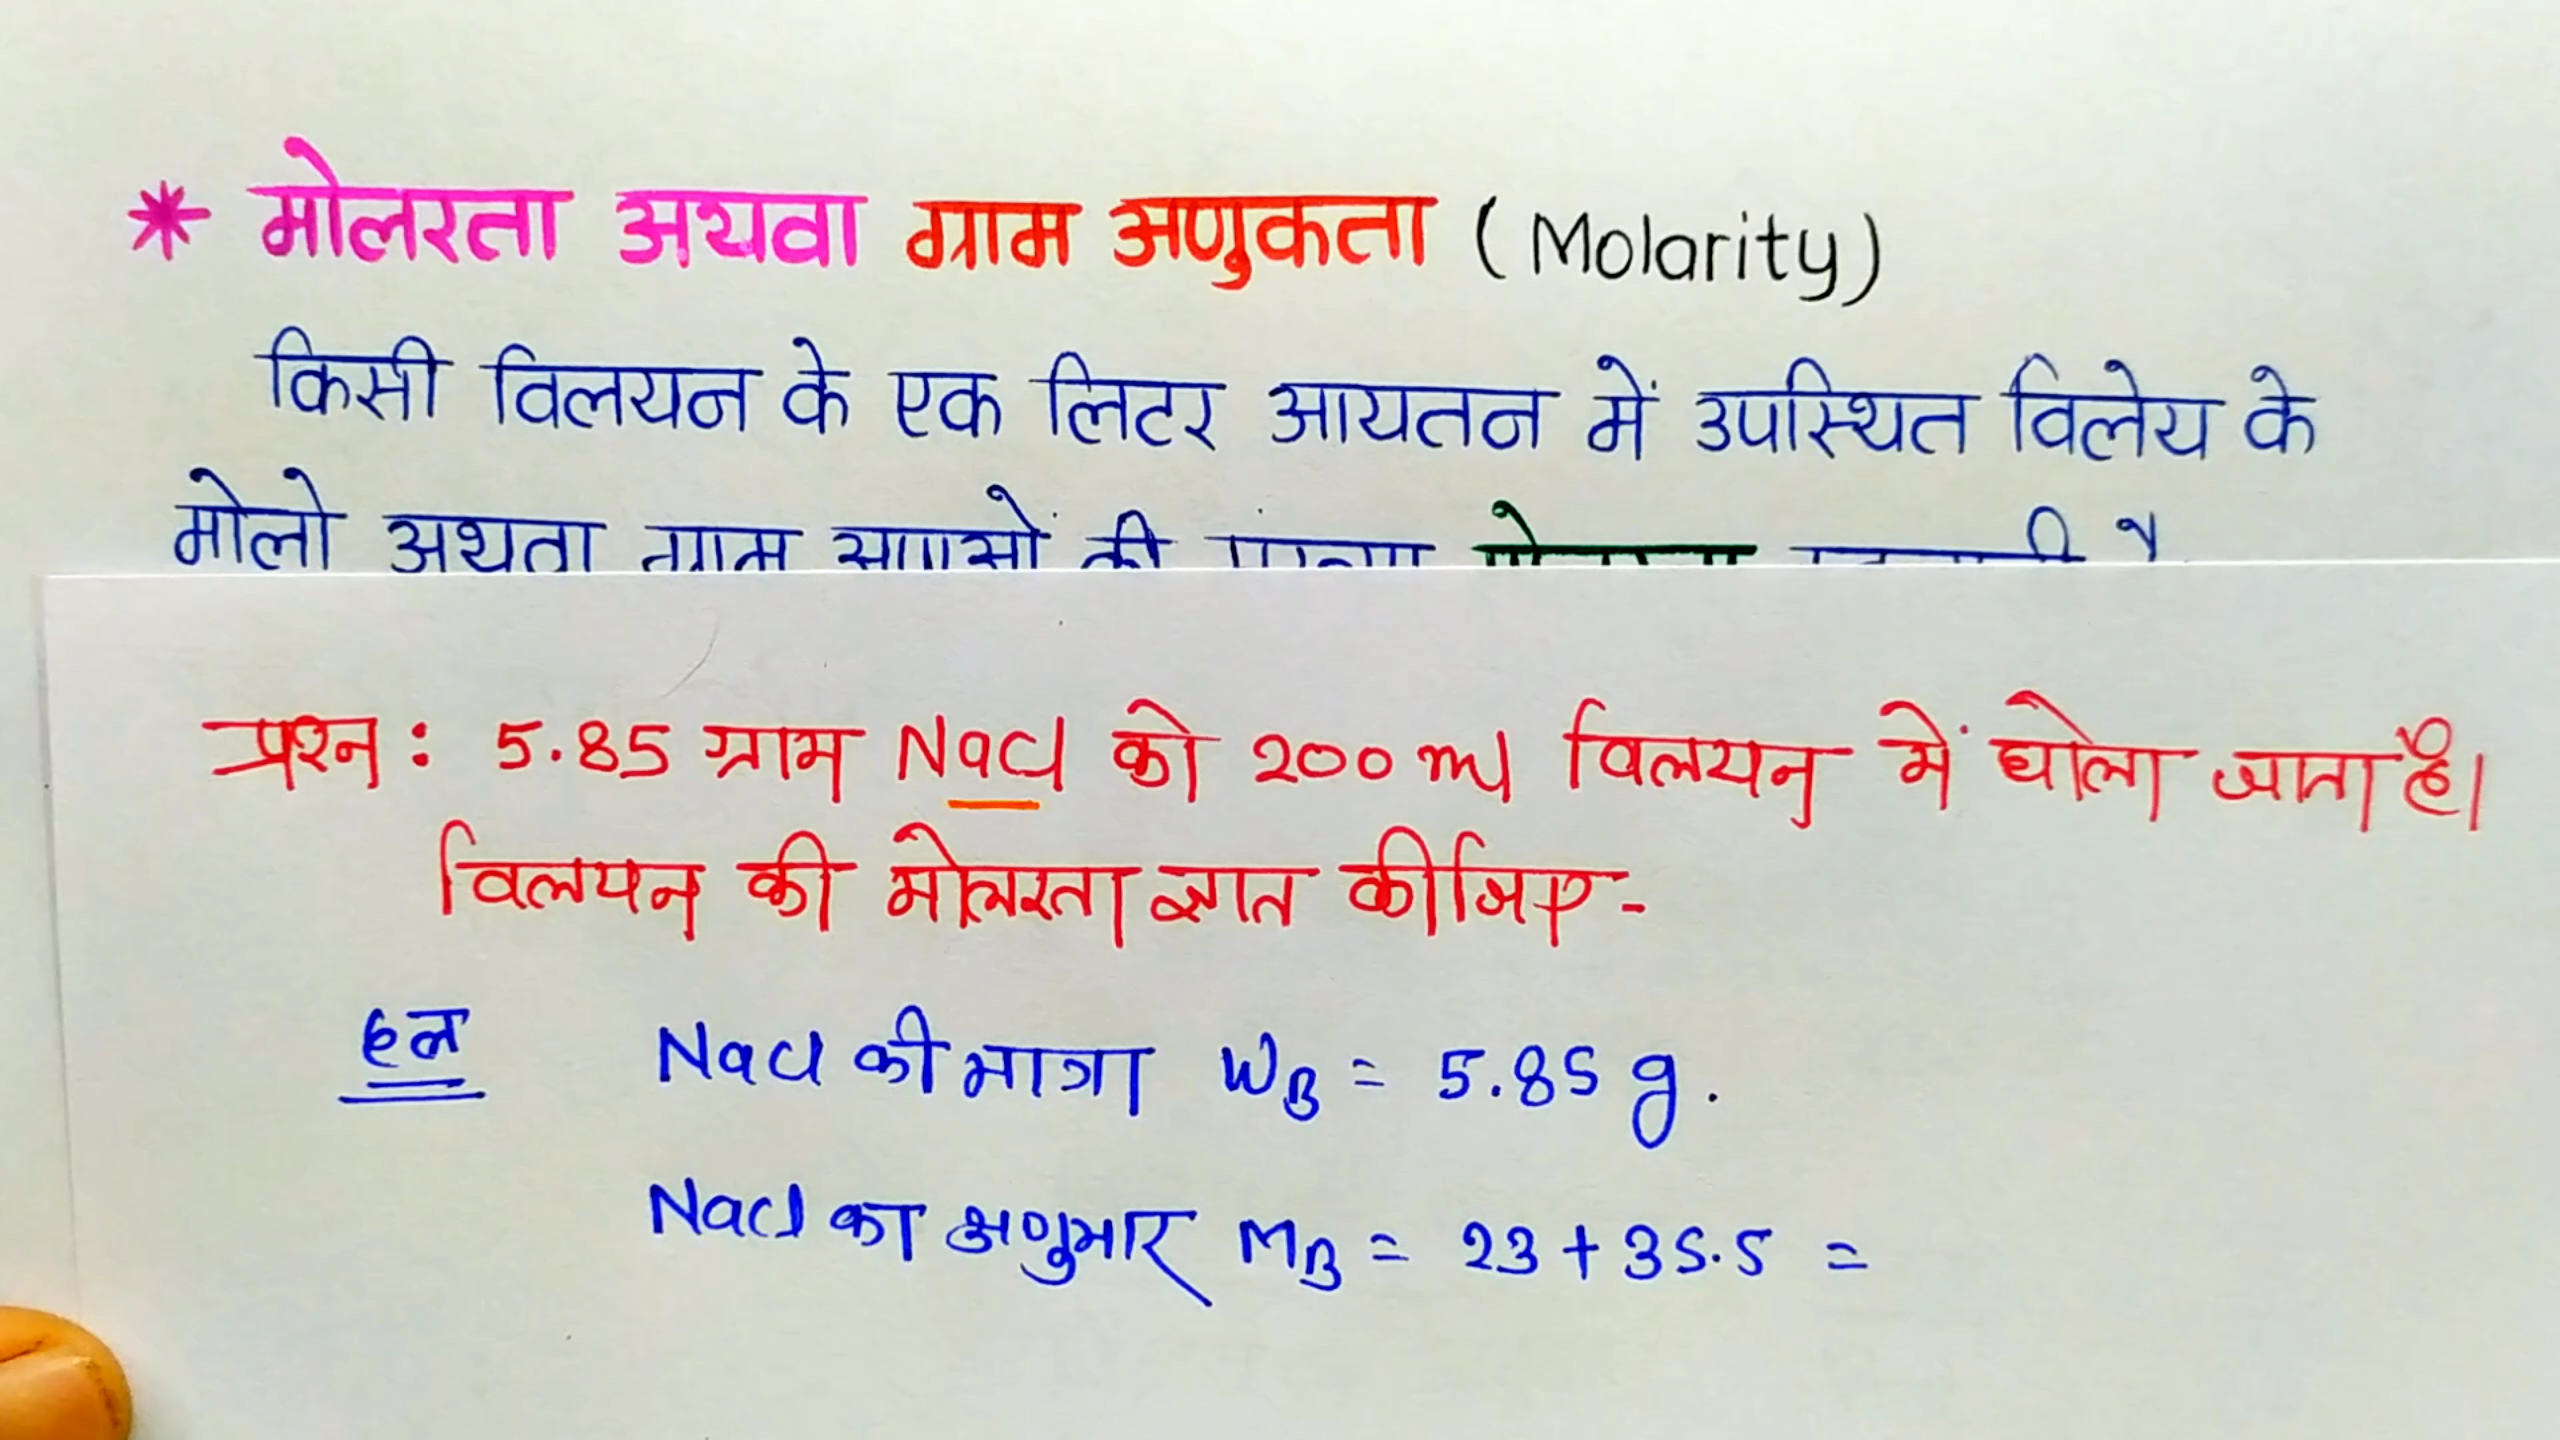 * मोलरता अथवा ग्राम अणुकता (Molarity)
किसी विलयन के एक लिटर आयतन में उपस्थित विलेय के
मोलो अथवा ग्राम की
प्रश्न : 5.85 ग्राम NaCl को 200 ml विलयन में घोला जाता है।
विलयन की मोलरता ज्ञात कीजिए -
हल NaCl की मात्रा WB = 5.85 g.
NaCl का अणुभार MB = 23 + 35.5 =